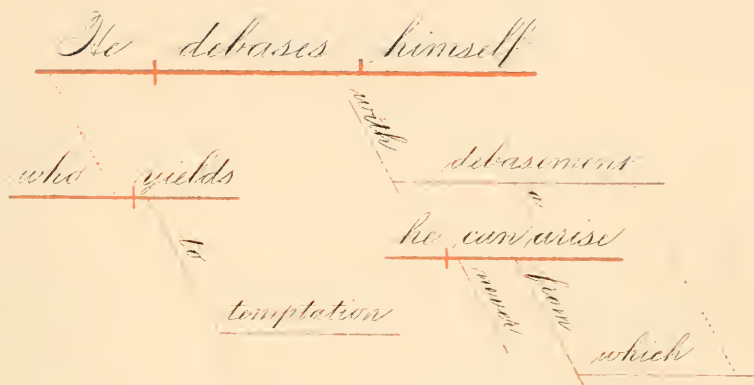 He debases himself
with
who yields debasement
a
to he can arise
never from
temptation
which